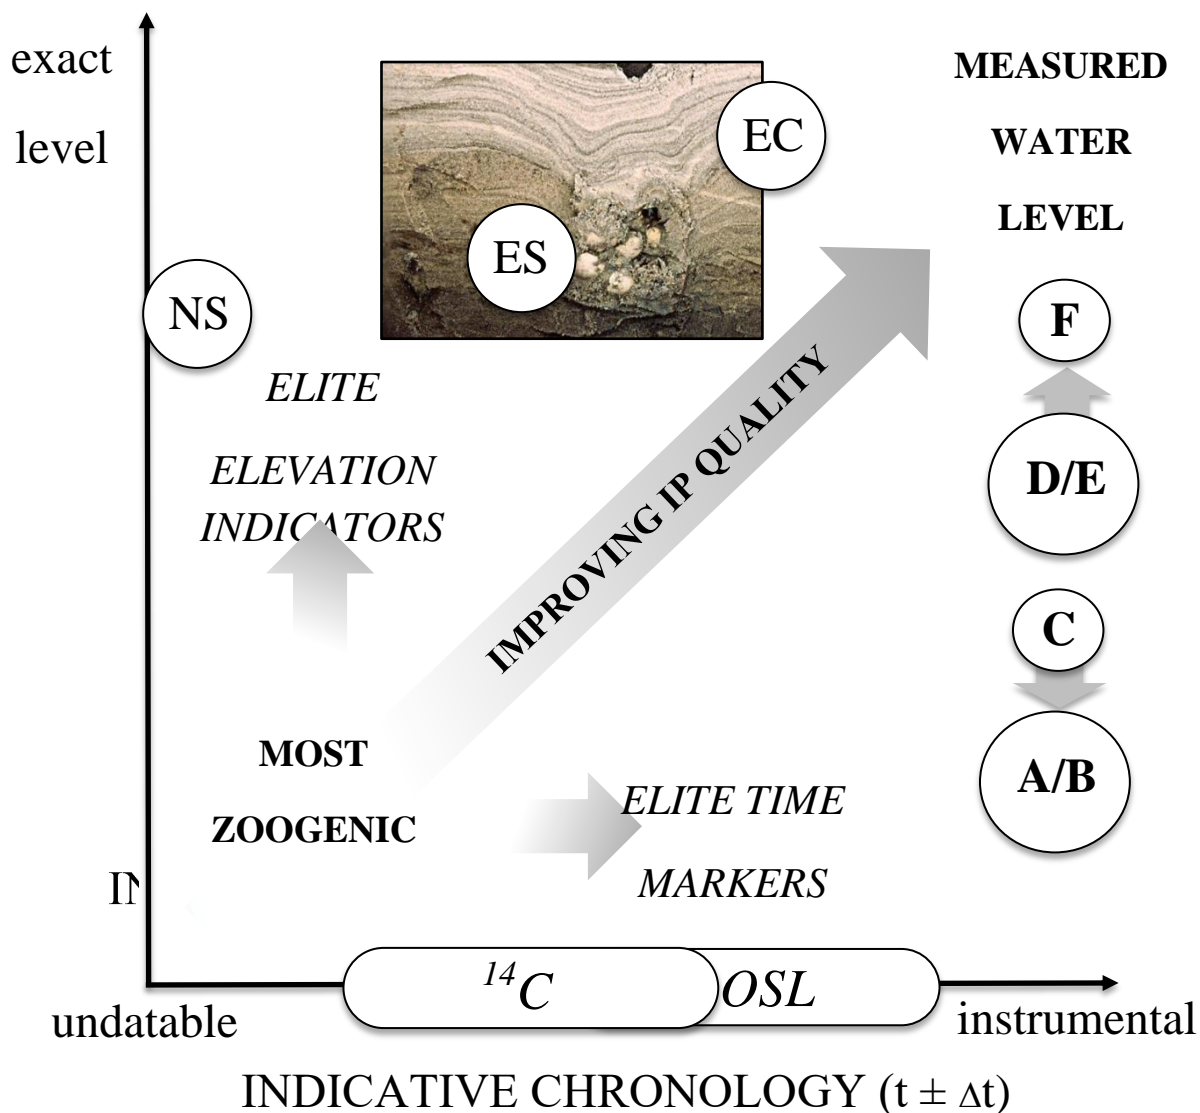 exact
level
MEASURED
WATER
LEVEL
EC
ES
NS
F
ELITE
ELEVATION
INDICATORS
IMPROVING IP QUALITY
D/E
C
MOST
ZOOGENIC
A/B
ELITE TIME
MARKERS
¹⁴C
OSL
undatable
instrumental
INDICATIVE CHRONOLOGY (t ± Δt)